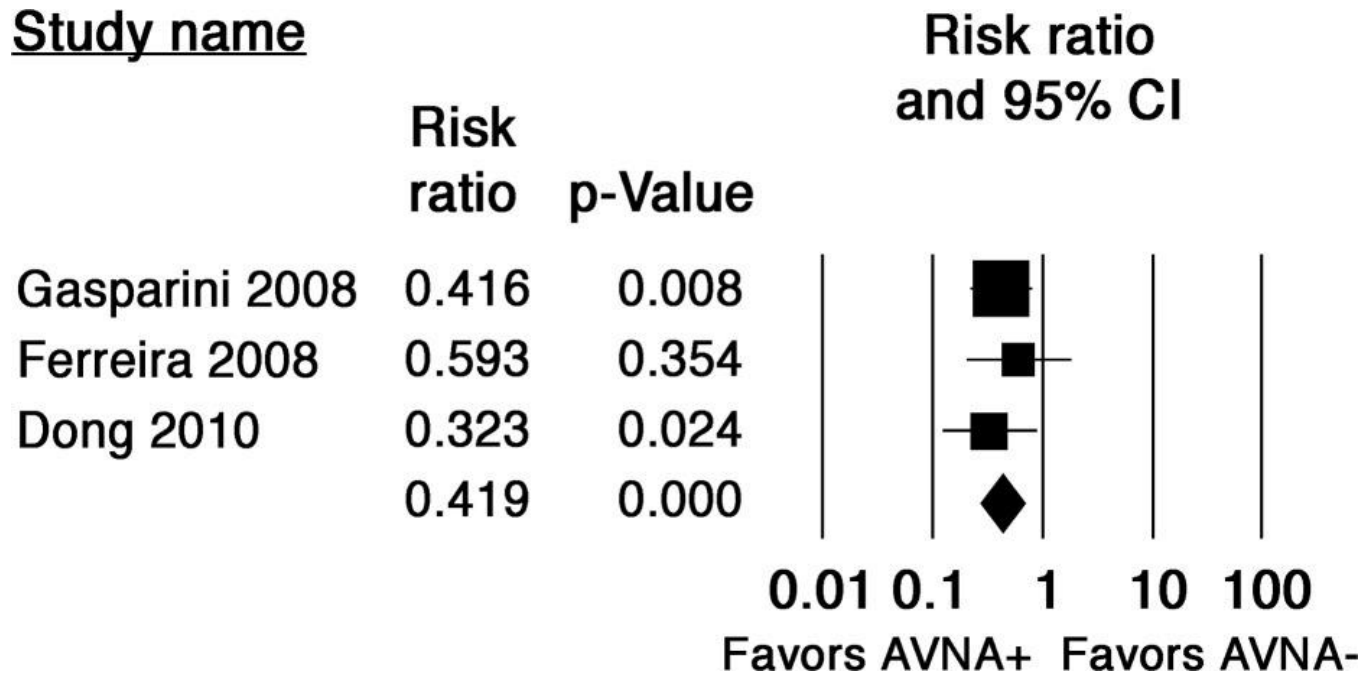 Study name
Risk ratio
and 95% CI
Risk
ratio p-Value
Gasparini 2008 0.416 0.008
Ferreira 2008 0.593 0.354
Dong 2010 0.323 0.024
0.419 0.000
0.01 0.1 1 10 100
Favors AVNA+ Favors AVNA-